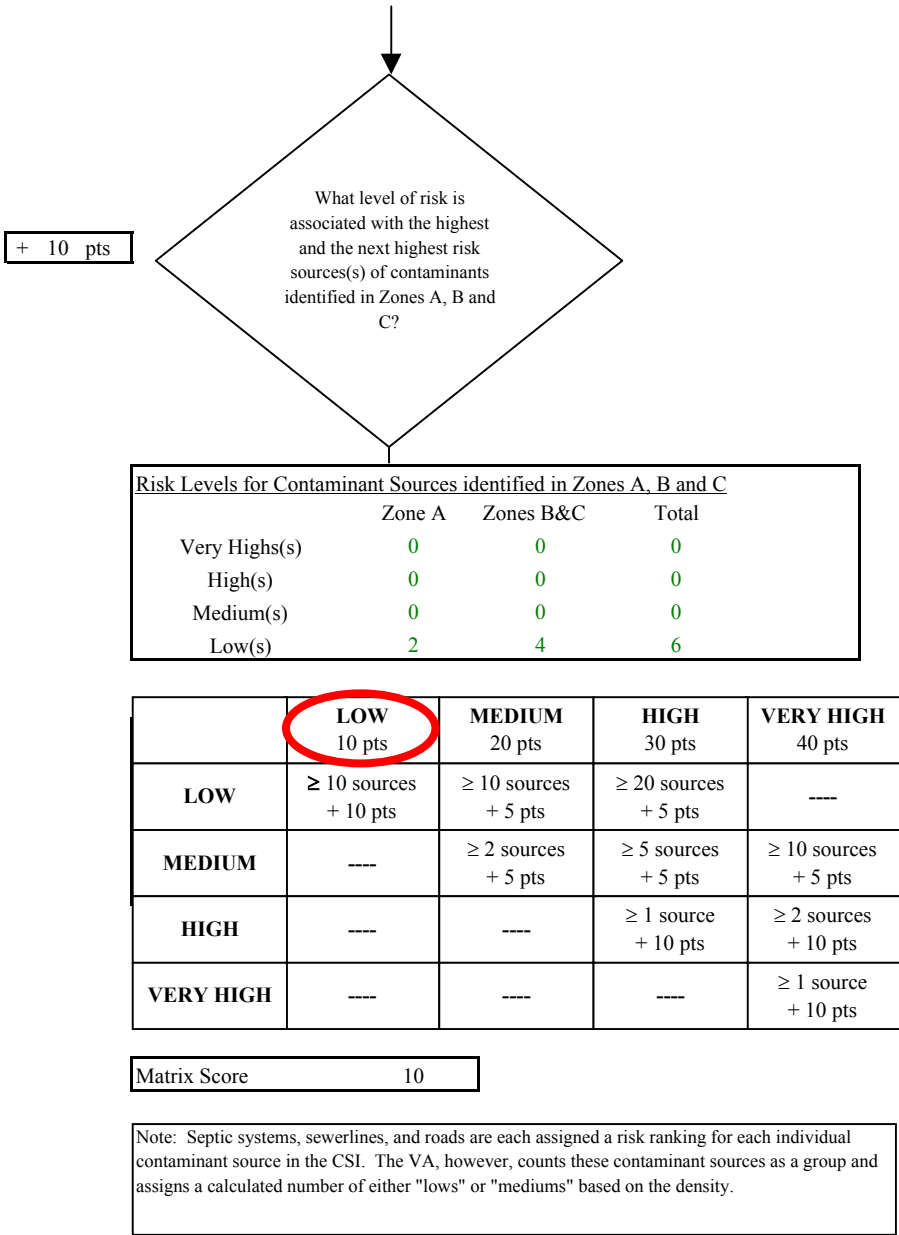 What level of risk is
associated with the highest
and the next highest risk
sources(s) of contaminants
identified in Zones A, B and
C?
+ 10 pts
Risk Levels for Contaminant Sources identified in Zones A, B and C
Zone A Zones B&C Total
Very Highs(s) 0 0 0
High(s) 0 0 0
Medium(s) 0 0 0
Low(s) 2 4 6
LOW MEDIUM HIGH VERY HIGH
10 pts 20 pts 30 pts 40 pts
LOW ≥ 10 sources ≥ 10 sources ≥ 20 sources ----
+ 10 pts + 5 pts + 5 pts
MEDIUM ---- ≥ 2 sources ≥ 5 sources ≥ 10 sources
+ 5 pts + 5 pts + 5 pts
HIGH ---- ---- ≥ 1 source ≥ 2 sources
+ 10 pts + 10 pts
VERY HIGH ---- ---- ---- ≥ 1 source
+ 10 pts
Matrix Score 10
Note: Septic systems, sewerlines, and roads are each assigned a risk ranking for each individual
contaminant source in the CSI. The VA, however, counts these contaminant sources as a group and
assigns a calculated number of either "lows" or "mediums" based on the density.